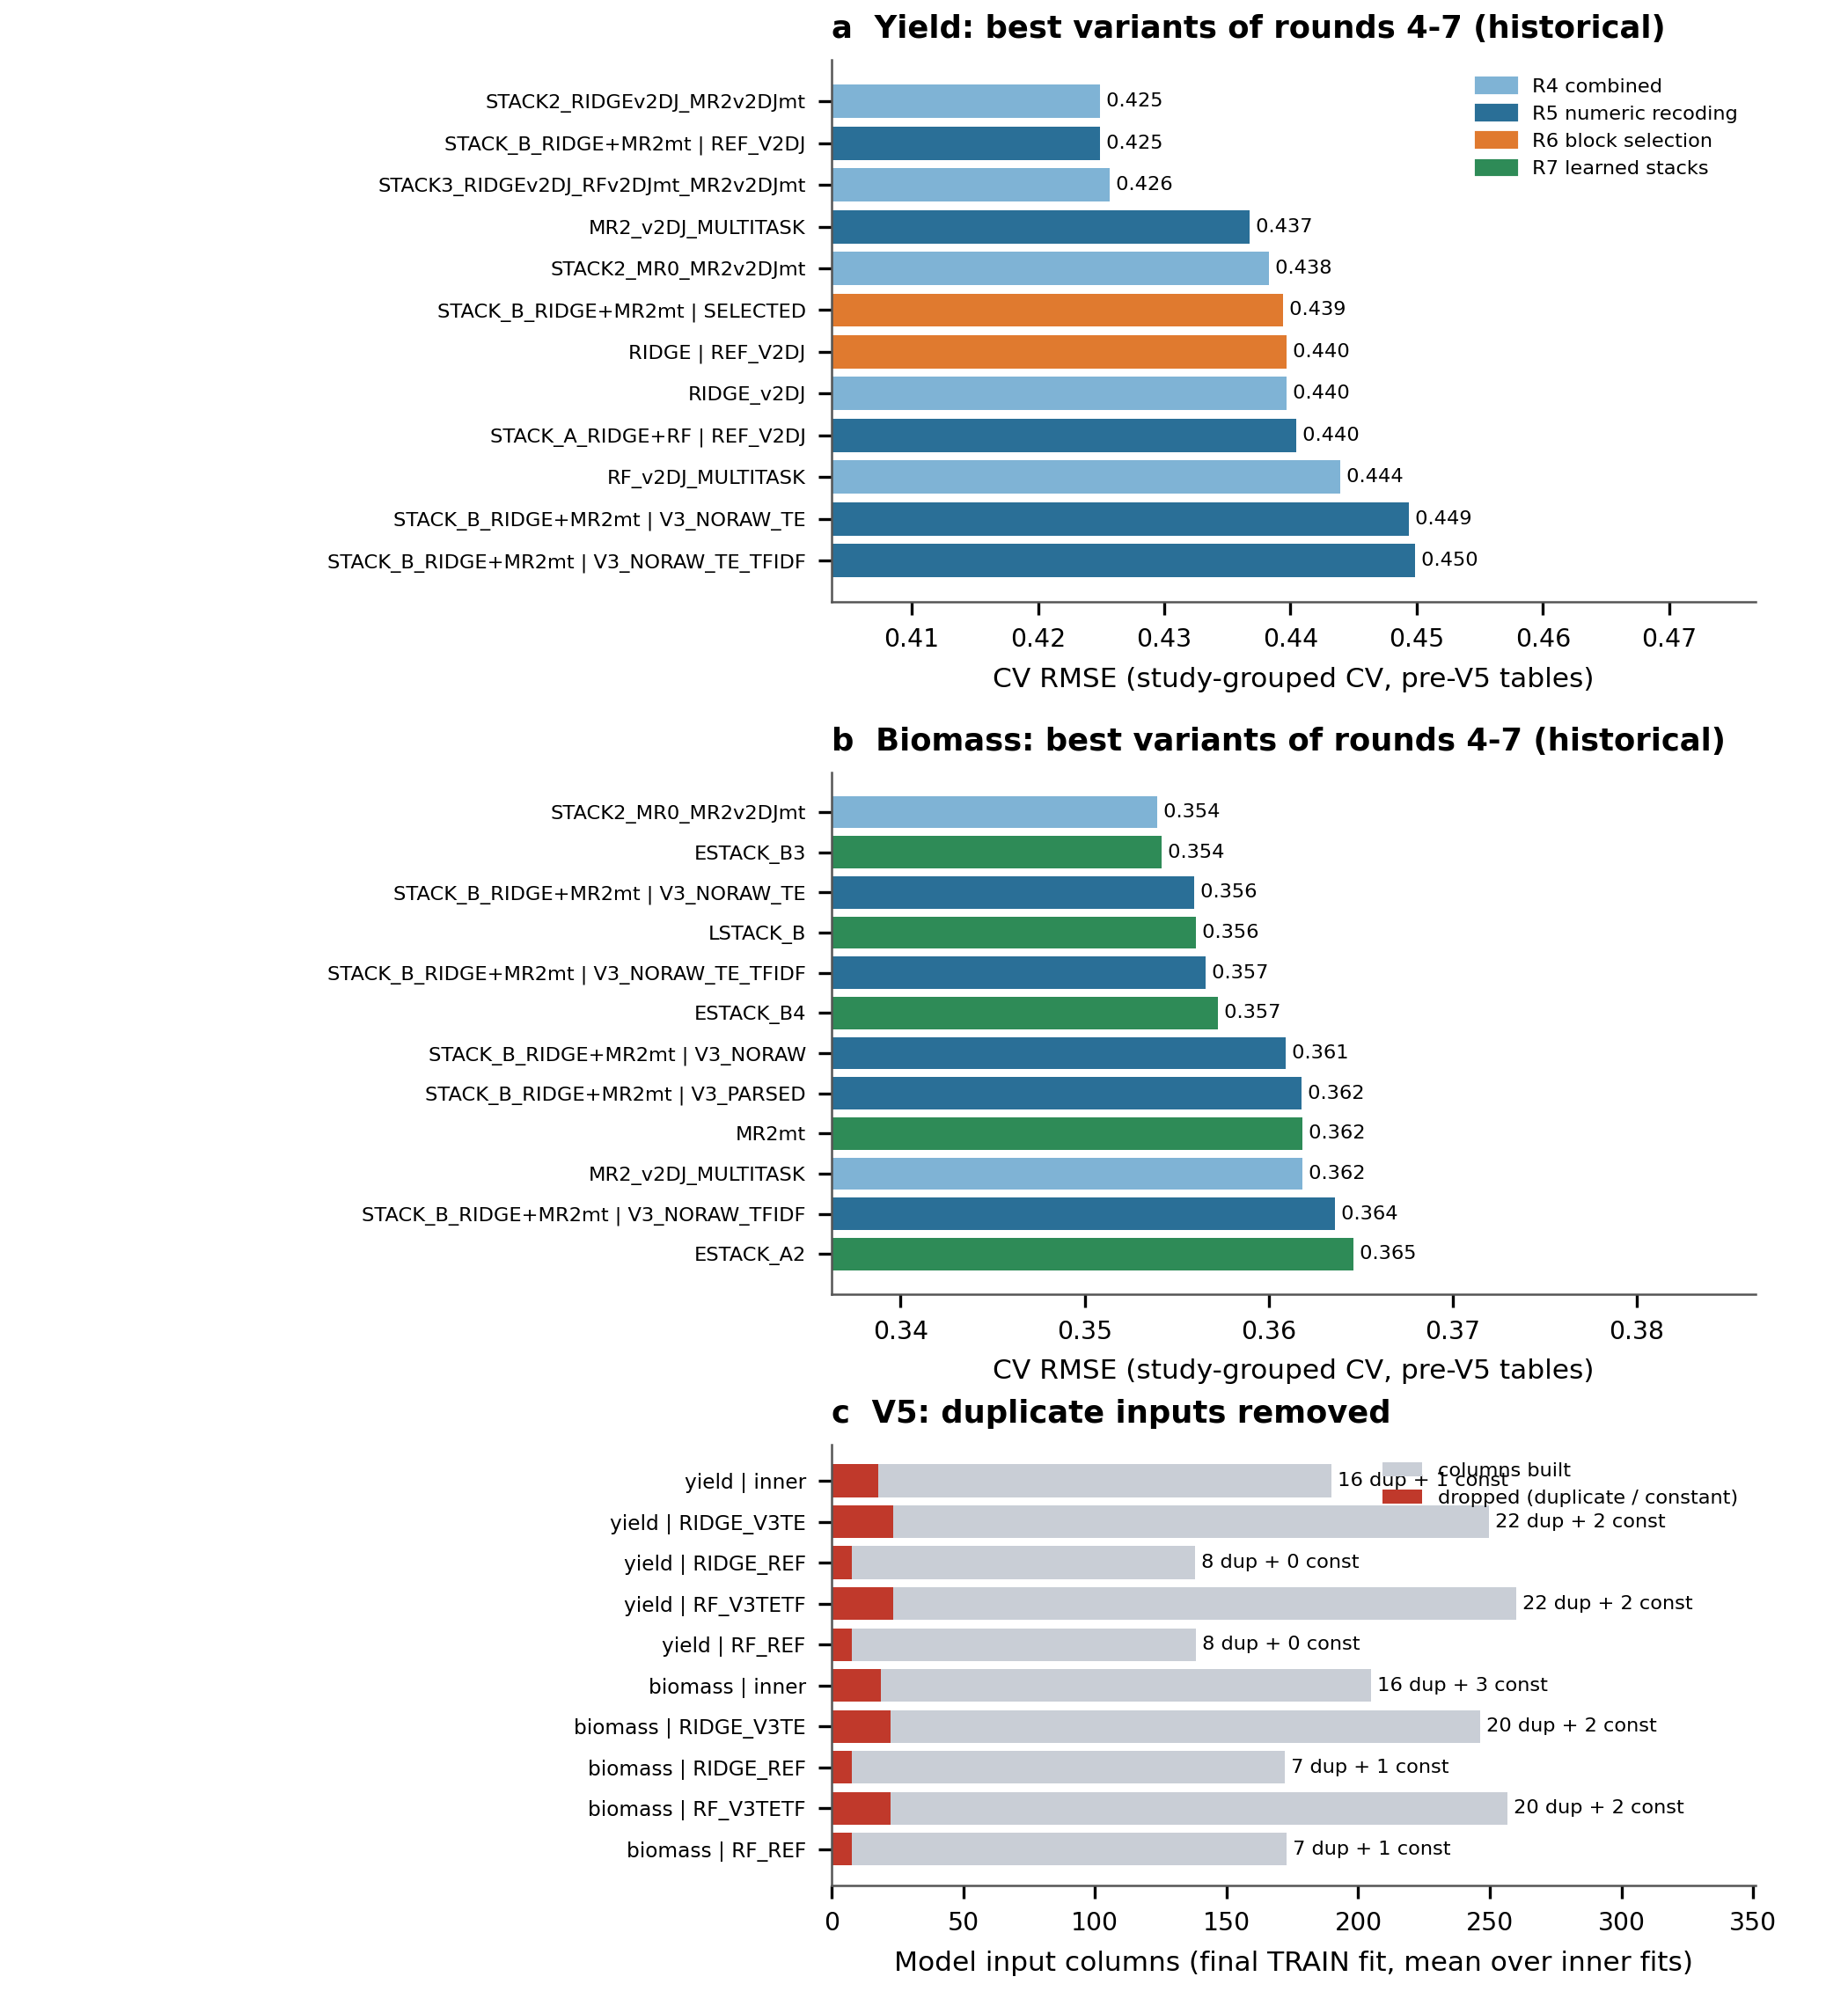 a Yield: best variants of rounds 4-7 (historical)
R4 combined
R5 numeric recoding
R6 block selection
R7 learned stacks
STACK2_RIDGEv2DJ_MR2v2DJmt 0.425
STACK_B_RIDGE+MR2mt | REF_V2DJ 0.425
STACK3_RIDGEv2DJ_RFv2DJmt_MR2v2DJmt 0.426
MR2_v2DJ_MULTITASK 0.437
STACK2_MR0_MR2v2DJmt 0.438
STACK_B_RIDGE+MR2mt | SELECTED 0.439
RIDGE | REF_V2DJ 0.440
RIDGE_v2DJ 0.440
STACK_A_RIDGE+RF | REF_V2DJ 0.440
RF_v2DJ_MULTITASK 0.444
STACK_B_RIDGE+MR2mt | V3_NORAW_TE 0.449
STACK_B_RIDGE+MR2mt | V3_NORAW_TE_TFIDF 0.450
0.41 0.42 0.43 0.44 0.45 0.46 0.47
CV RMSE (study-grouped CV, pre-V5 tables)
b Biomass: best variants of rounds 4-7 (historical)
STACK2_MR0_MR2v2DJmt 0.354
ESTACK_B3 0.354
STACK_B_RIDGE+MR2mt | V3_NORAW_TE 0.356
LSTACK_B 0.356
STACK_B_RIDGE+MR2mt | V3_NORAW_TE_TFIDF 0.357
ESTACK_B4 0.357
STACK_B_RIDGE+MR2mt | V3_NORAW 0.361
STACK_B_RIDGE+MR2mt | V3_PARSED 0.362
MR2mt 0.362
MR2_v2DJ_MULTITASK 0.362
STACK_B_RIDGE+MR2mt | V3_NORAW_TFIDF 0.364
ESTACK_A2 0.365
0.34 0.35 0.36 0.37 0.38
CV RMSE (study-grouped CV, pre-V5 tables)
c V5: duplicate inputs removed
columns built
dropped (duplicate / constant)
yield | inner 16 dup + 1 const
yield | RIDGE_V3TE 22 dup + 2 const
yield | RIDGE_REF 8 dup + 0 const
yield | RF_V3TETF 22 dup + 2 const
yield | RF_REF 8 dup + 0 const
biomass | inner 16 dup + 3 const
biomass | RIDGE_V3TE 20 dup + 2 const
biomass | RIDGE_REF 7 dup + 1 const
biomass | RF_V3TETF 20 dup + 2 const
biomass | RF_REF 7 dup + 1 const
0 50 100 150 200 250 300 350
Model input columns (final TRAIN fit, mean over inner fits)